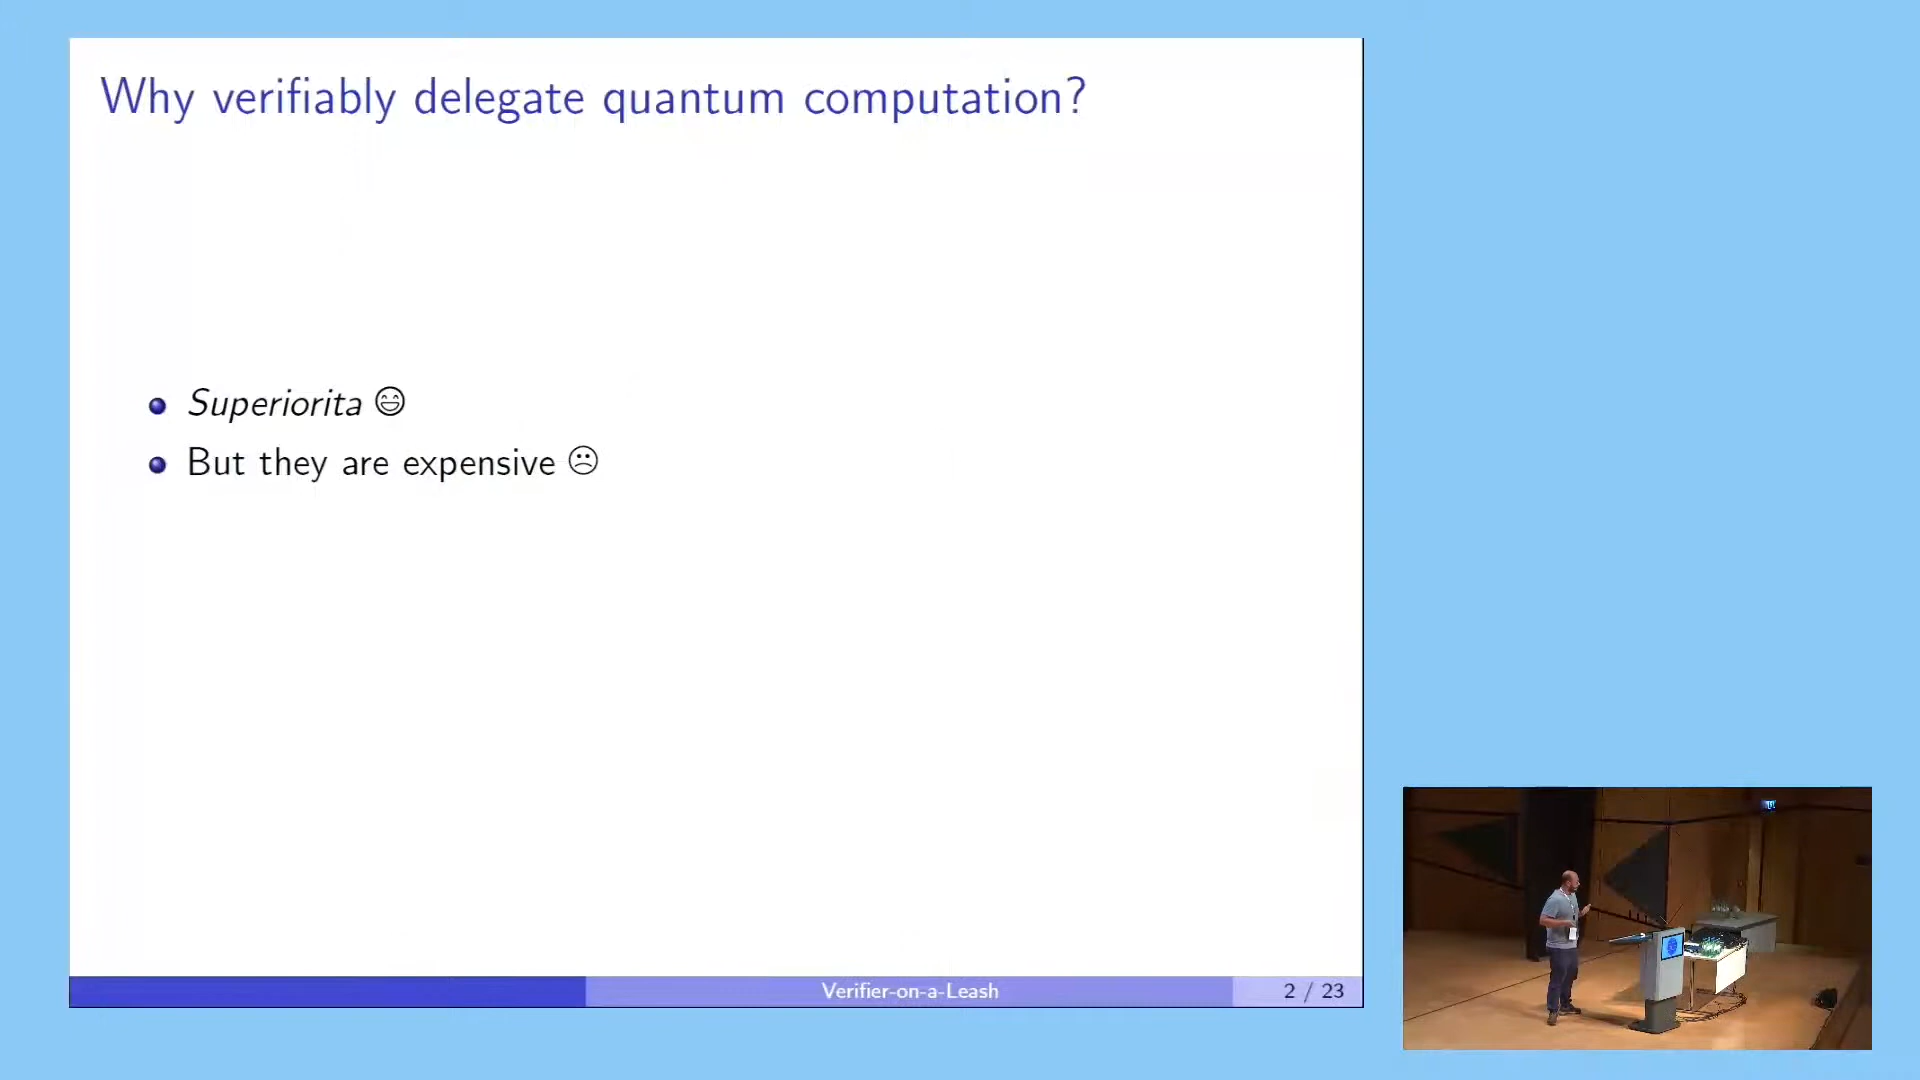 Why verifiably delegate quantum computation?
Superiorita 😄
But they are expensive ☹
Verifier-on-a-Leash
2 / 23